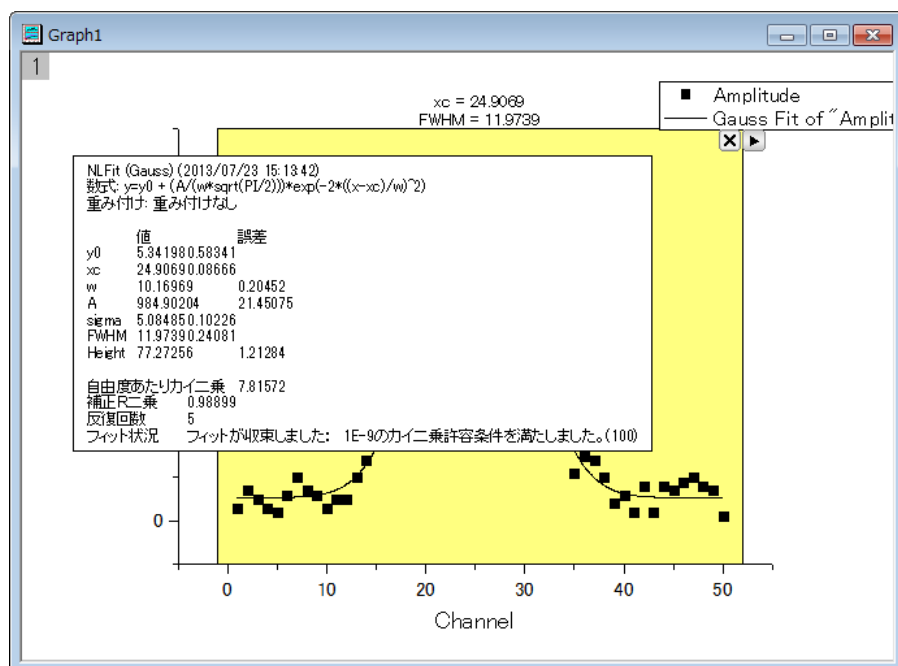 Graph1
1
xc = 24.9069
FWHM = 11.9739
Amplitude
Gauss Fit of "Amplit
NLFit (Gauss) (2013/07/23 15:13:42)
数式: y=y0 + (A/(w*sqrt(PI/2)))*exp(-2*((x-xc)/w)^2)
重み付け: 重み付けなし
値 誤差
y0 5.34198 0.58341
xc 24.9069 0.08666
w 10.16969 0.20452
A 984.90204 21.45075
sigma 5.08485 0.10226
FWHM 11.9739 0.24081
Height 77.27256 1.21284
自由度あたりカイ二乗 7.81572
補正R二乗 0.98899
反復回数 5
フィット状況 フィットが収束しました: 1E-9のカイ二乗許容条件を満たしました。(100)
0
0 10 20 30 40 50
Channel